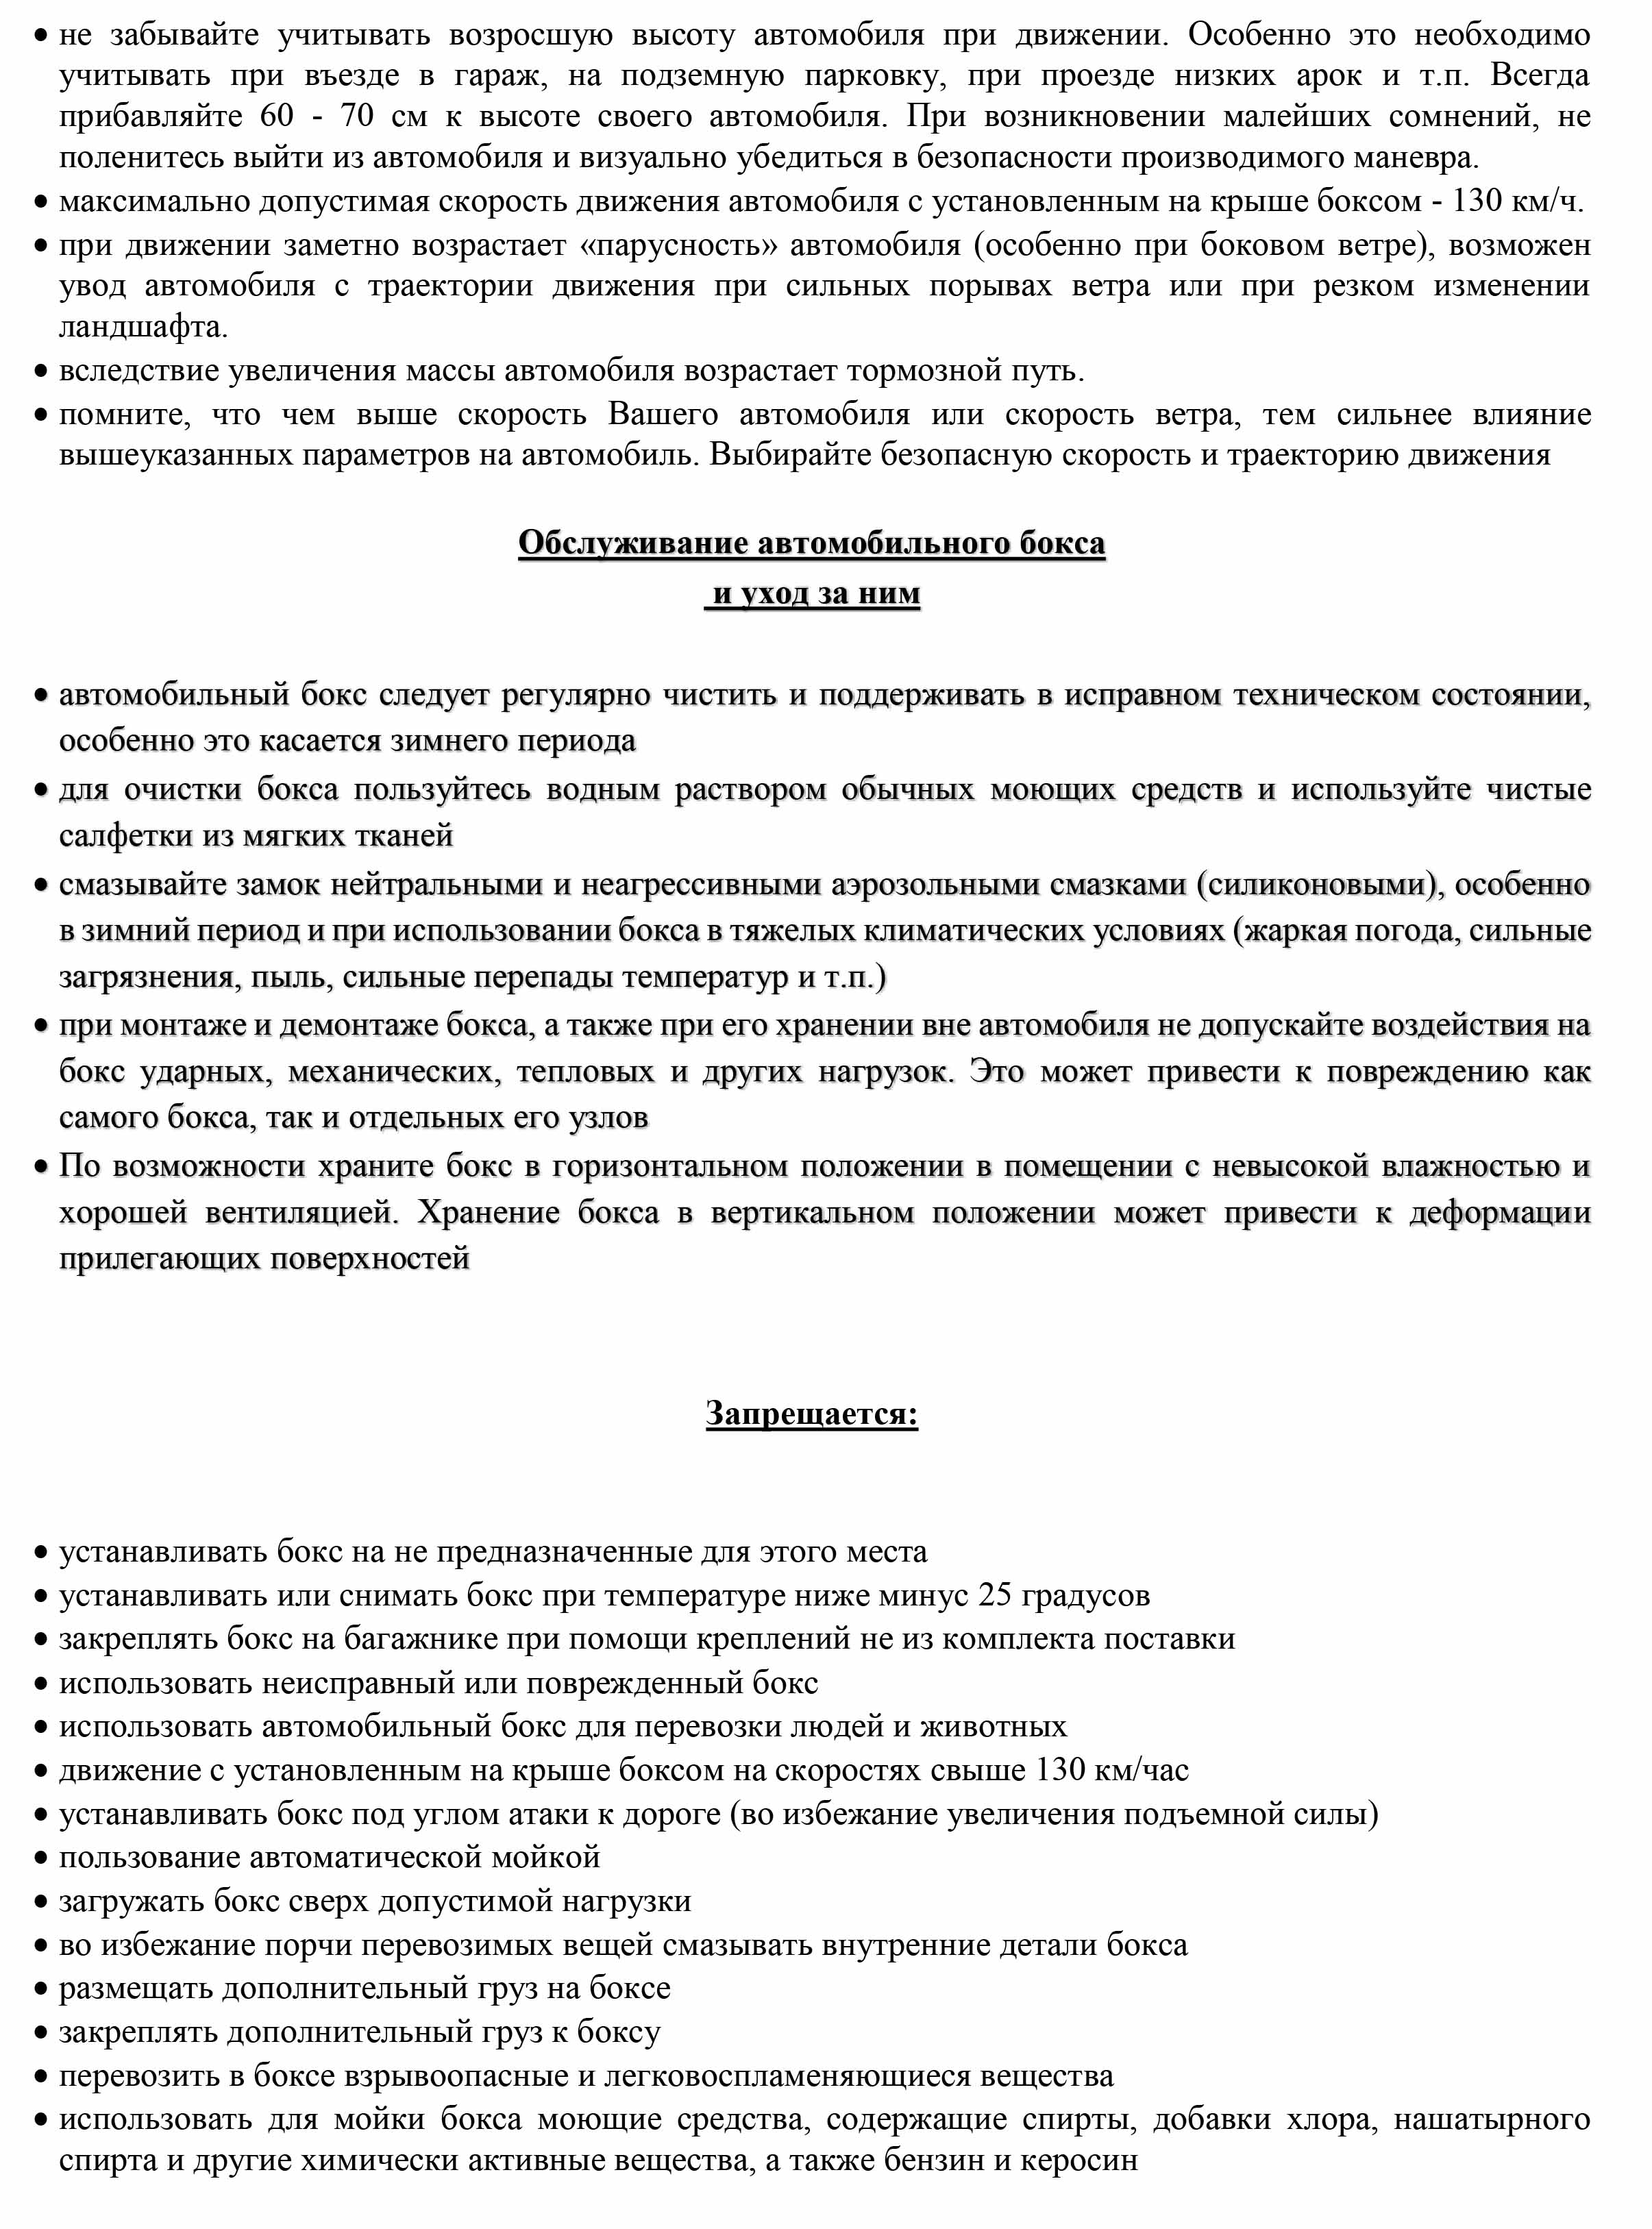 • не забывайте учитывать возросшую высоту автомобиля при движении. Особенно это необходимо
учитывать при въезде в гараж, на подземную парковку, при проезде низких арок и т.п. Всегда
прибавляйте 60 - 70 см к высоте своего автомобиля. При возникновении малейших сомнений, не
поленитесь выйти из автомобиля и визуально убедиться в безопасности производимого маневра.
• максимально допустимая скорость движения автомобиля с установленным на крыше боксом - 130 км/ч.
• при движении заметно возрастает «парусность» автомобиля (особенно при боковом ветре), возможен
увод автомобиля с траектории движения при сильных порывах ветра или при резком изменении
ландшафта.
• вследствие увеличения массы автомобиля возрастает тормозной путь.
• помните, что чем выше скорость Вашего автомобиля или скорость ветра, тем сильнее влияние
вышеуказанных параметров на автомобиль. Выбирайте безопасную скорость и траекторию движения
Обслуживание автомобильного бокса
и уход за ним
• автомобильный бокс следует регулярно чистить и поддерживать в исправном техническом состоянии,
особенно это касается зимнего периода
• для очистки бокса пользуйтесь водным раствором обычных моющих средств и используйте чистые
салфетки из мягких тканей
• смазывайте замок нейтральными и неагрессивными аэрозольными смазками (силиконовыми), особенно
в зимний период и при использовании бокса в тяжелых климатических условиях (жаркая погода, сильные
загрязнения, пыль, сильные перепады температур и т.п.)
• при монтаже и демонтаже бокса, а также при его хранении вне автомобиля не допускайте воздействия на
бокс ударных, механических, тепловых и других нагрузок. Это может привести к повреждению как
самого бокса, так и отдельных его узлов
• По возможности храните бокс в горизонтальном положении в помещении с невысокой влажностью и
хорошей вентиляцией. Хранение бокса в вертикальном положении может привести к деформации
прилегающих поверхностей
Запрещается:
• устанавливать бокс на не предназначенные для этого места
• устанавливать или снимать бокс при температуре ниже минус 25 градусов
• закреплять бокс на багажнике при помощи креплений не из комплекта поставки
• использовать неисправный или поврежденный бокс
• использовать автомобильный бокс для перевозки людей и животных
• движение с установленным на крыше боксом на скоростях свыше 130 км/час
• устанавливать бокс под углом атаки к дороге (во избежание увеличения подъемной силы)
• пользование автоматической мойкой
• загружать бокс сверх допустимой нагрузки
• во избежание порчи перевозимых вещей смазывать внутренние детали бокса
• размещать дополнительный груз на боксе
• закреплять дополнительный груз к боксу
• перевозить в боксе взрывоопасные и легковоспламеняющиеся вещества
• использовать для мойки бокса моющие средства, содержащие спирты, добавки хлора, нашатырного
спирта и другие химически активные вещества, а также бензин и керосин